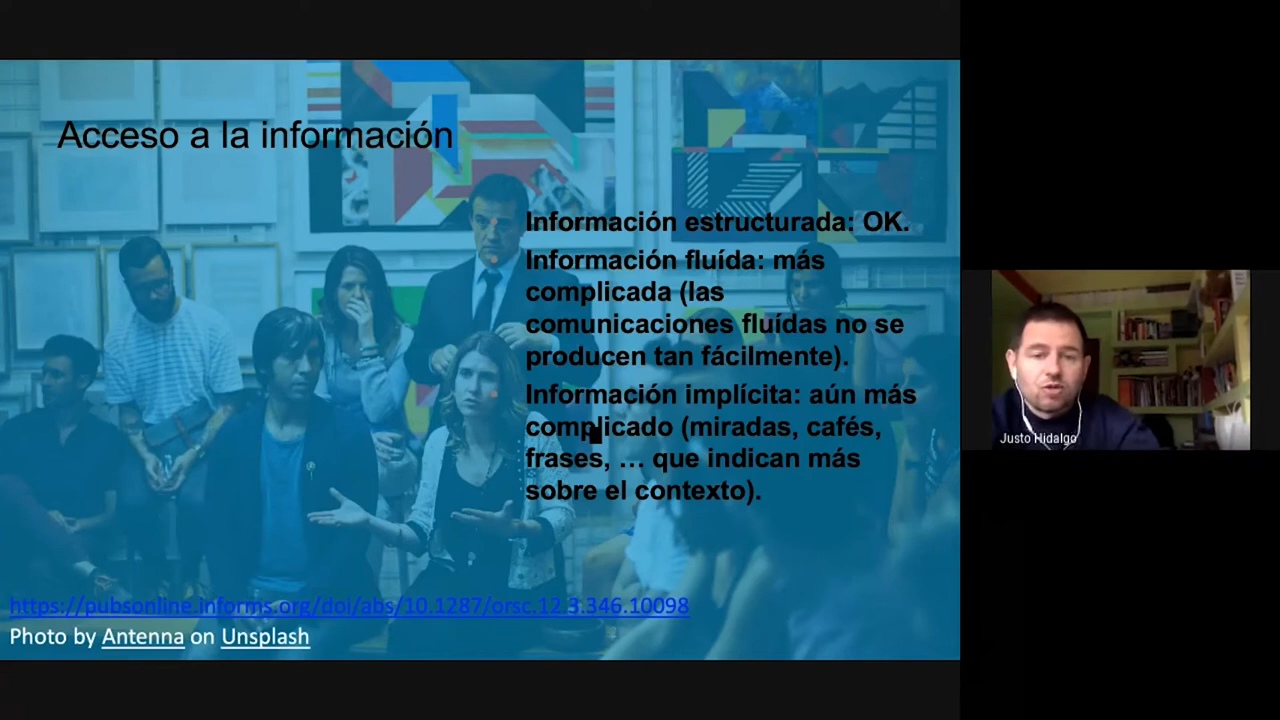 Acceso a la información
Información estructurada: OK.
Información fluída: más
complicada (las
comunicaciones fluídas no se
producen tan fácilmente).
Información implícita: aún más
complicado (miradas, cafés,
frases, … que indican más
sobre el contexto).
https://pubsonline.informs.org/doi/abs/10.1287/orsc.12.3.346.10098
Photo by Antenna on Unsplash
Justo Hidalgo